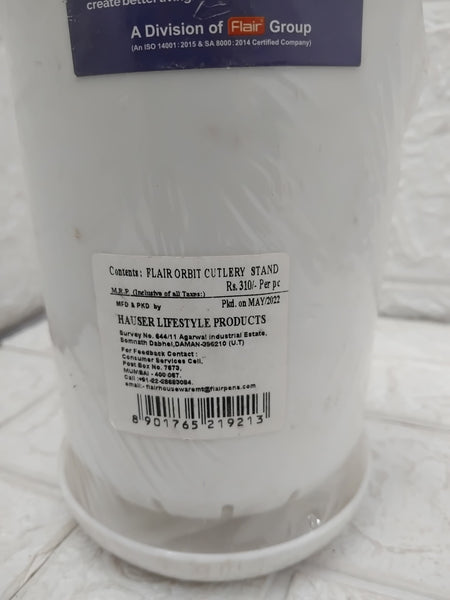 create better living
A Division of Flair Group
(An ISO 14001: 2015 & SA 8000: 2014 Certified Company)
Contents: FLAIR ORBIT CUTLERY STAND
Rs. 310/- Per pc
M.R.P. (Inclusive of all Taxes:)
MFD & PKD by Pkd. on MAY/2022
HAUSER LIFESTYLE PRODUCTS
Survey No. 644/11 Agarwal Industrial Estate,
Somnath Dabhel, DAMAN-396210 (U.T)
For Feedback Contact:
Consumer Services Cell,
Post Box No. 7873,
MUMBAI - 400 067.
Call :+91-22-28683084.
email:- flairhousewaremt@flairpens.com
8 901765 219213